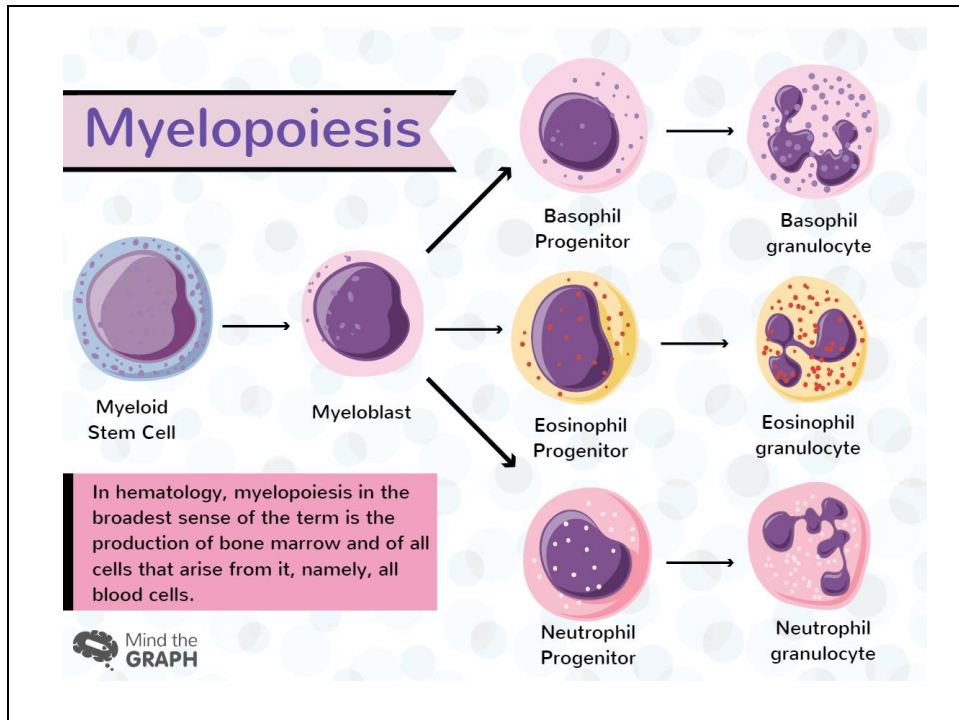 Myelopoiesis
Basophil
Progenitor
Basophil
granulocyte
Myeloid
Stem Cell
Myeloblast
Eosinophil
Progenitor
Eosinophil
granulocyte
In hematology, myelopoiesis in the
broadest sense of the term is the
production of bone marrow and of all
cells that arise from it, namely, all
blood cells.
Neutrophil
Progenitor
Neutrophil
granulocyte
Mind the
GRAPH